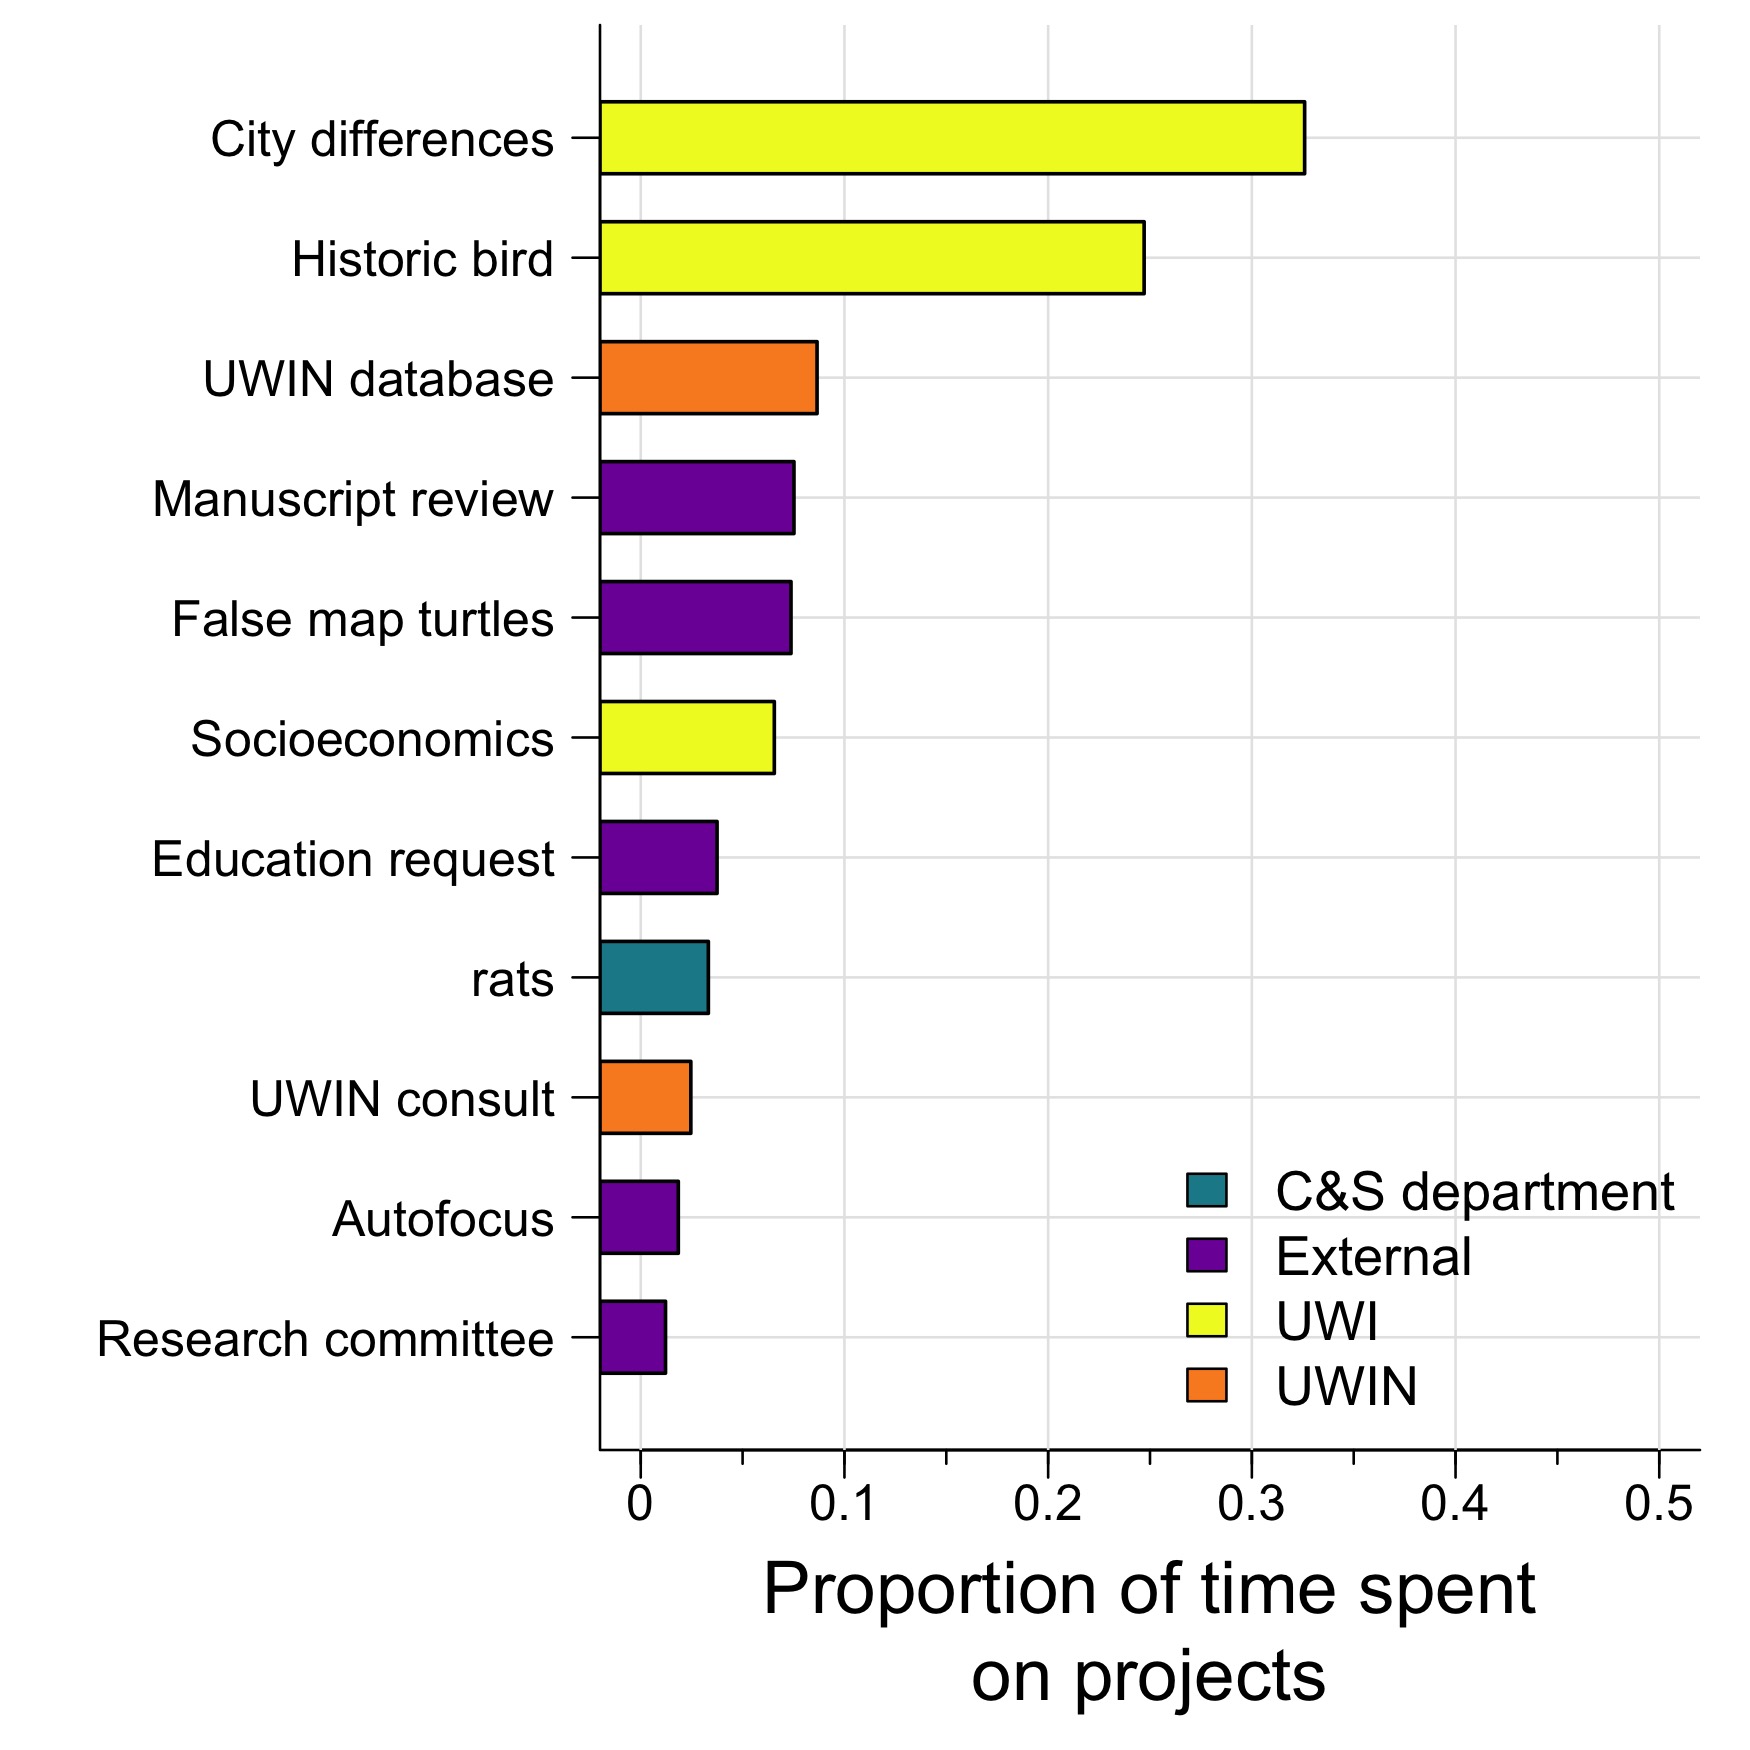 City differences
Historic bird
UWIN database
Manuscript review
False map turtles
Socioeconomics
Education request
rats
UWIN consult
Autofocus
Research committee
C&S department
External
UWI
UWIN
0 0.1 0.2 0.3 0.4 0.5
Proportion of time spent
on projects